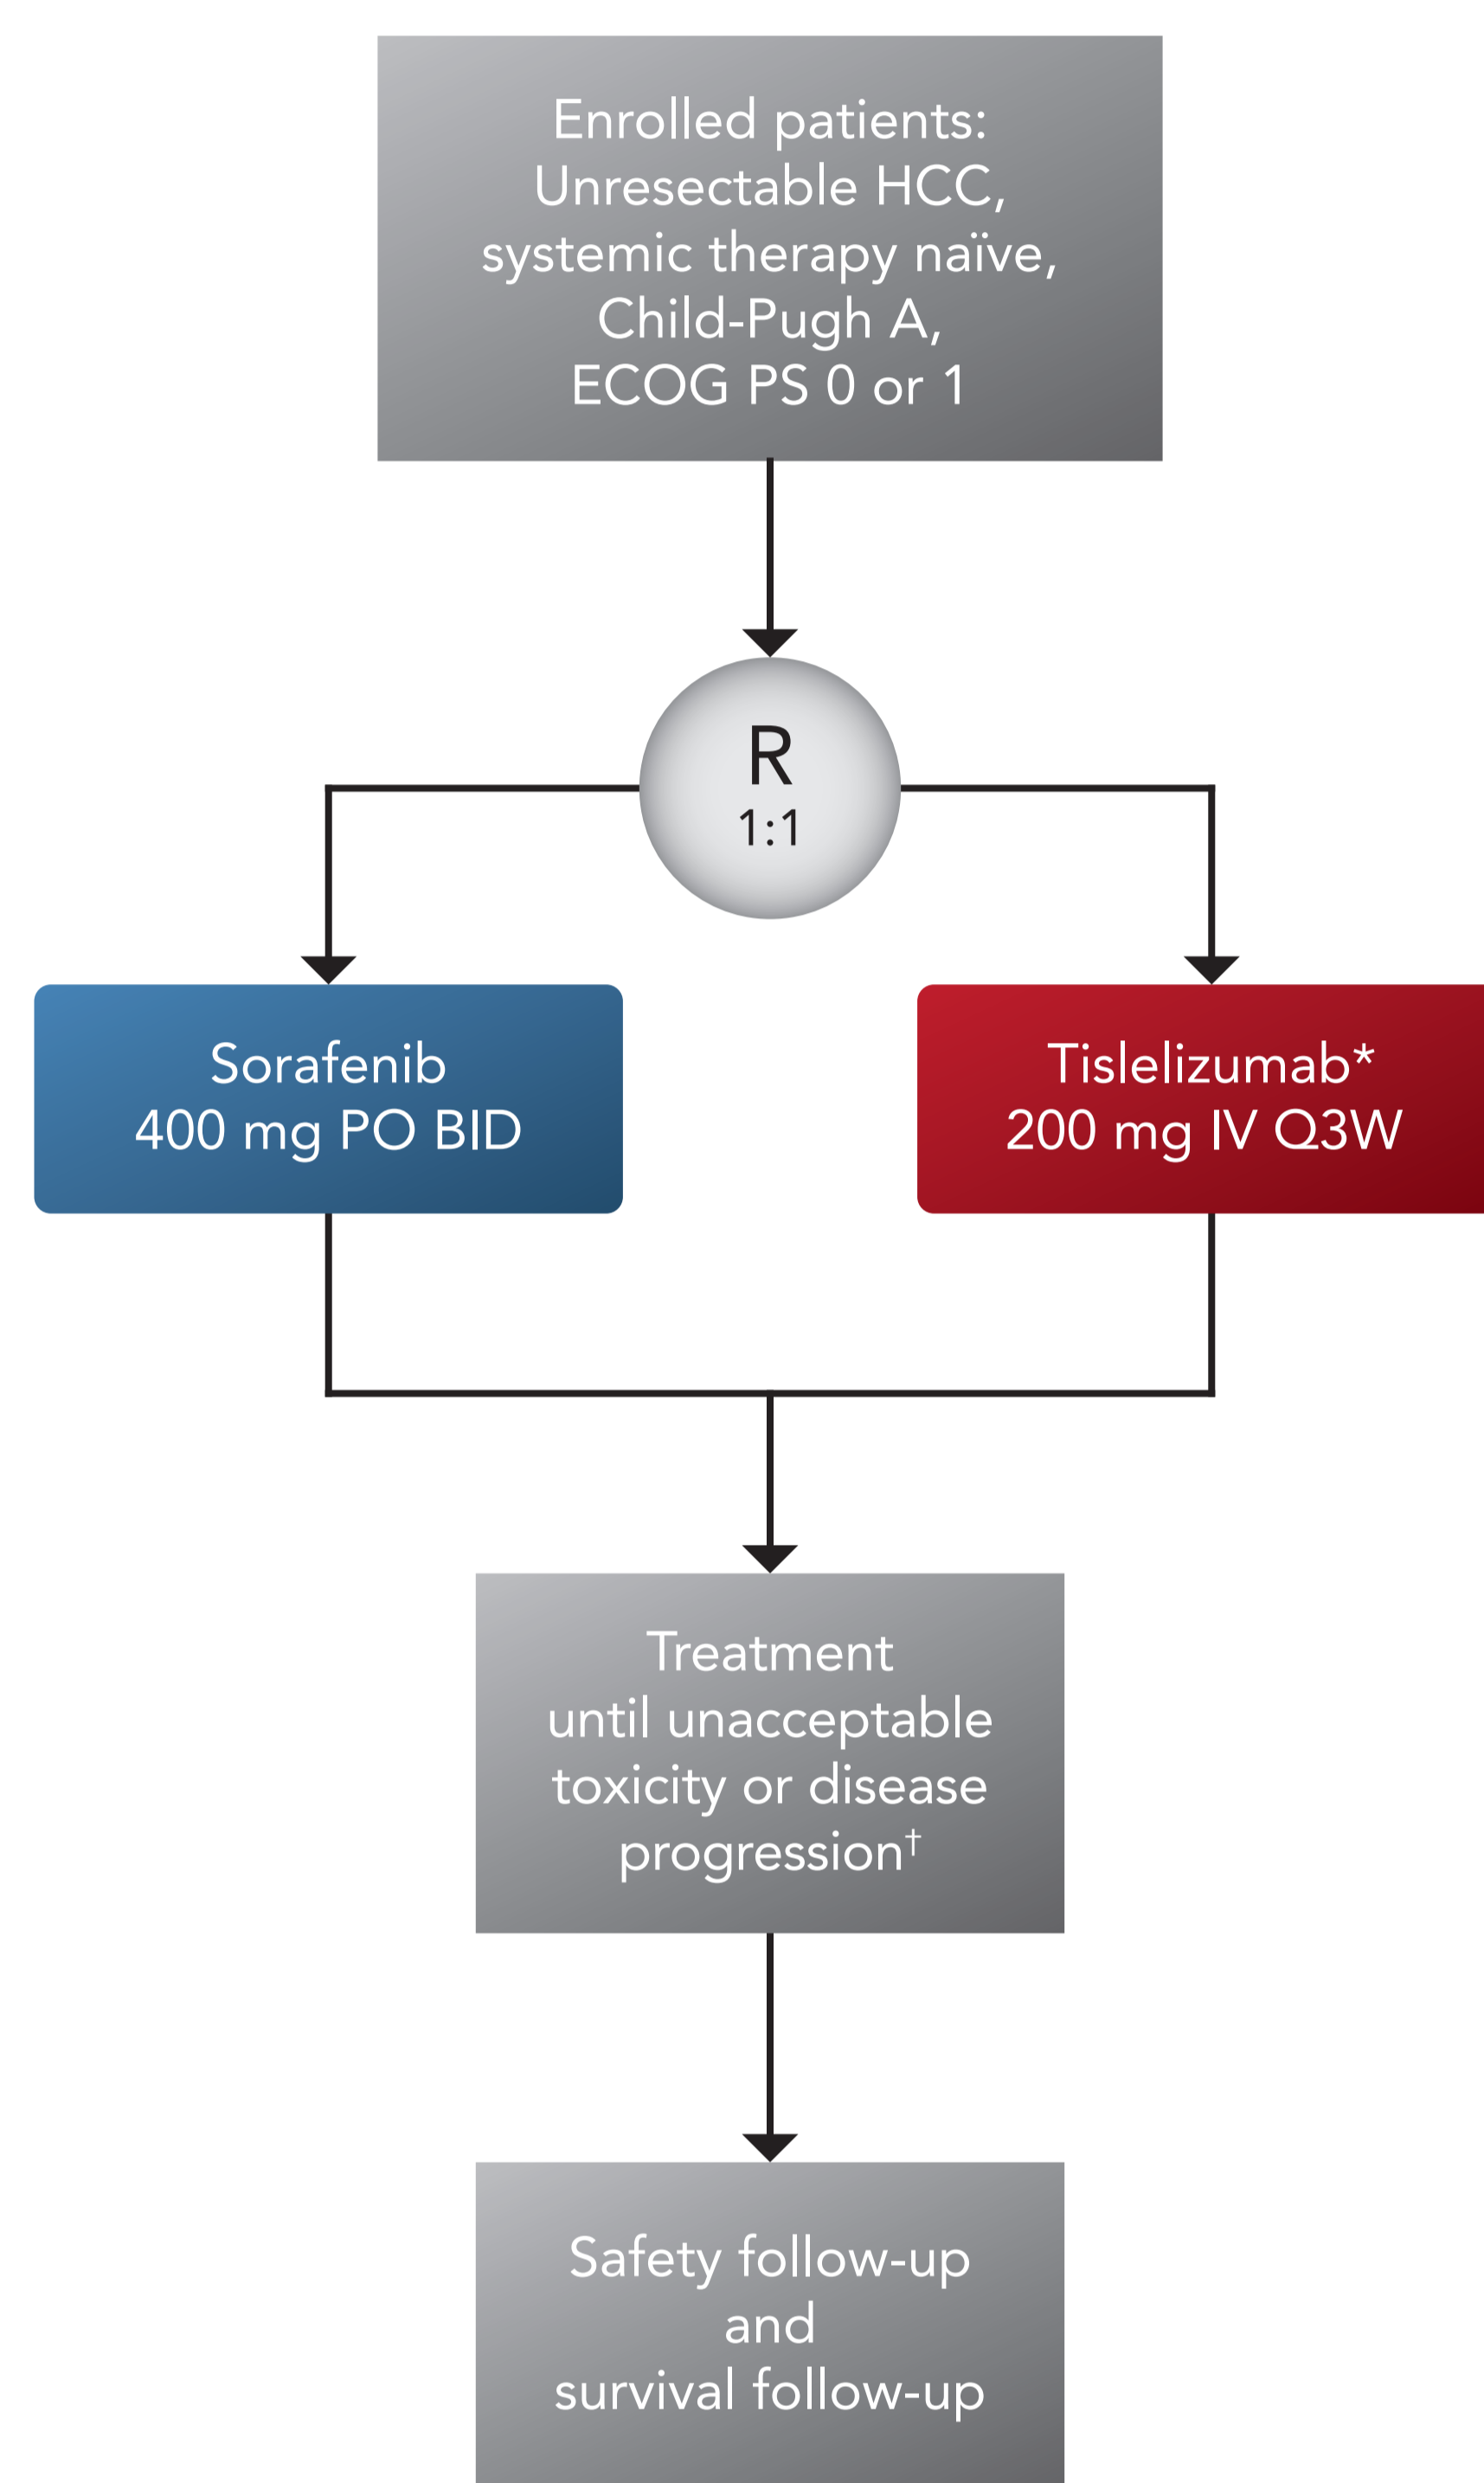 Enrolled patients:
Unresectable HCC,
systemic therapy naïve,
Child-Pugh A,
ECOG PS 0 or 1
R
1:1
Sorafenib
400 mg PO BID
Tislelizumab*
200 mg IV Q3W
Treatment
until unacceptable
toxicity or disease
progression†
Safety follow-up
and
survival follow-up